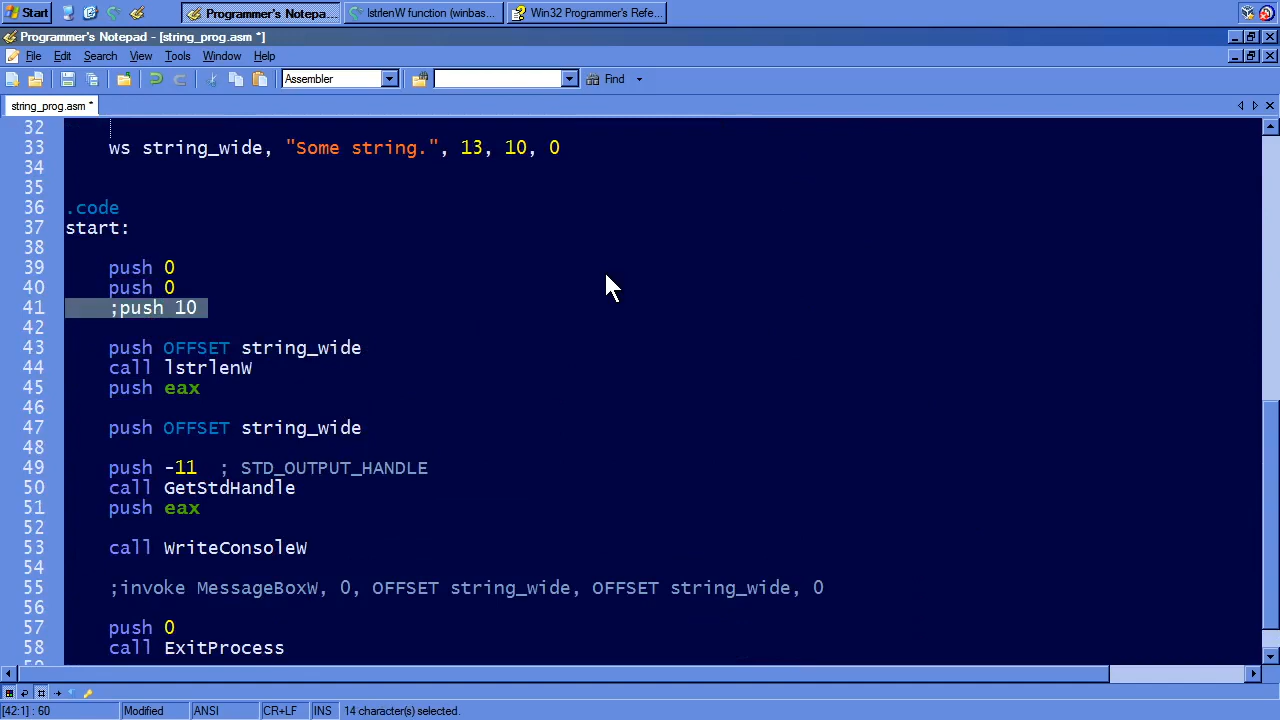 Start
Programmer's Notepa...
lstrlenW function (winbas...
Win32 Programmer's Refe...
Programmer's Notepad - [string_prog.asm *]
File Edit Search View Tools Window Help
Assembler
Find
string_prog.asm *
32
33 ws string_wide, "Some string.", 13, 10, 0
34
35
36 .code
37 start:
38
39 push 0
40 push 0
41 ;push 10
42
43 push OFFSET string_wide
44 call lstrlenW
45 push eax
46
47 push OFFSET string_wide
48
49 push -11 ; STD_OUTPUT_HANDLE
50 call GetStdHandle
51 push eax
52
53 call WriteConsoleW
54
55 ;invoke MessageBoxW, 0, OFFSET string_wide, OFFSET string_wide, 0
56
57 push 0
58 call ExitProcess
[42:1] : 60 Modified ANSI CR+LF INS 14 character(s) selected.